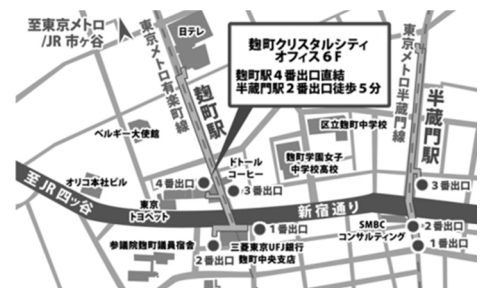 至東京メトロ
/JR 市ヶ谷
日テレ
麹町クリスタルシティ
オフィス6F
麹町駅4番出口直結
半蔵門駅2番出口徒歩5分
東京メトロ有楽町線
麹町駅
東京メトロ半蔵門線
半蔵門駅
ベルギー大使館
区立麹町中学校
麹町学園女子
中学校高校
ドトール
コーヒー
至JR四ッ谷
オリコ本社ビル
4番出口
3番出口
3番出口
東京
トヨペット
新宿通り
1番出口
SMBC
コンサルティング
2番出口
1番出口
参議院麹町議員宿舎
2番出口
三菱東京UFJ銀行
麹町中央支店